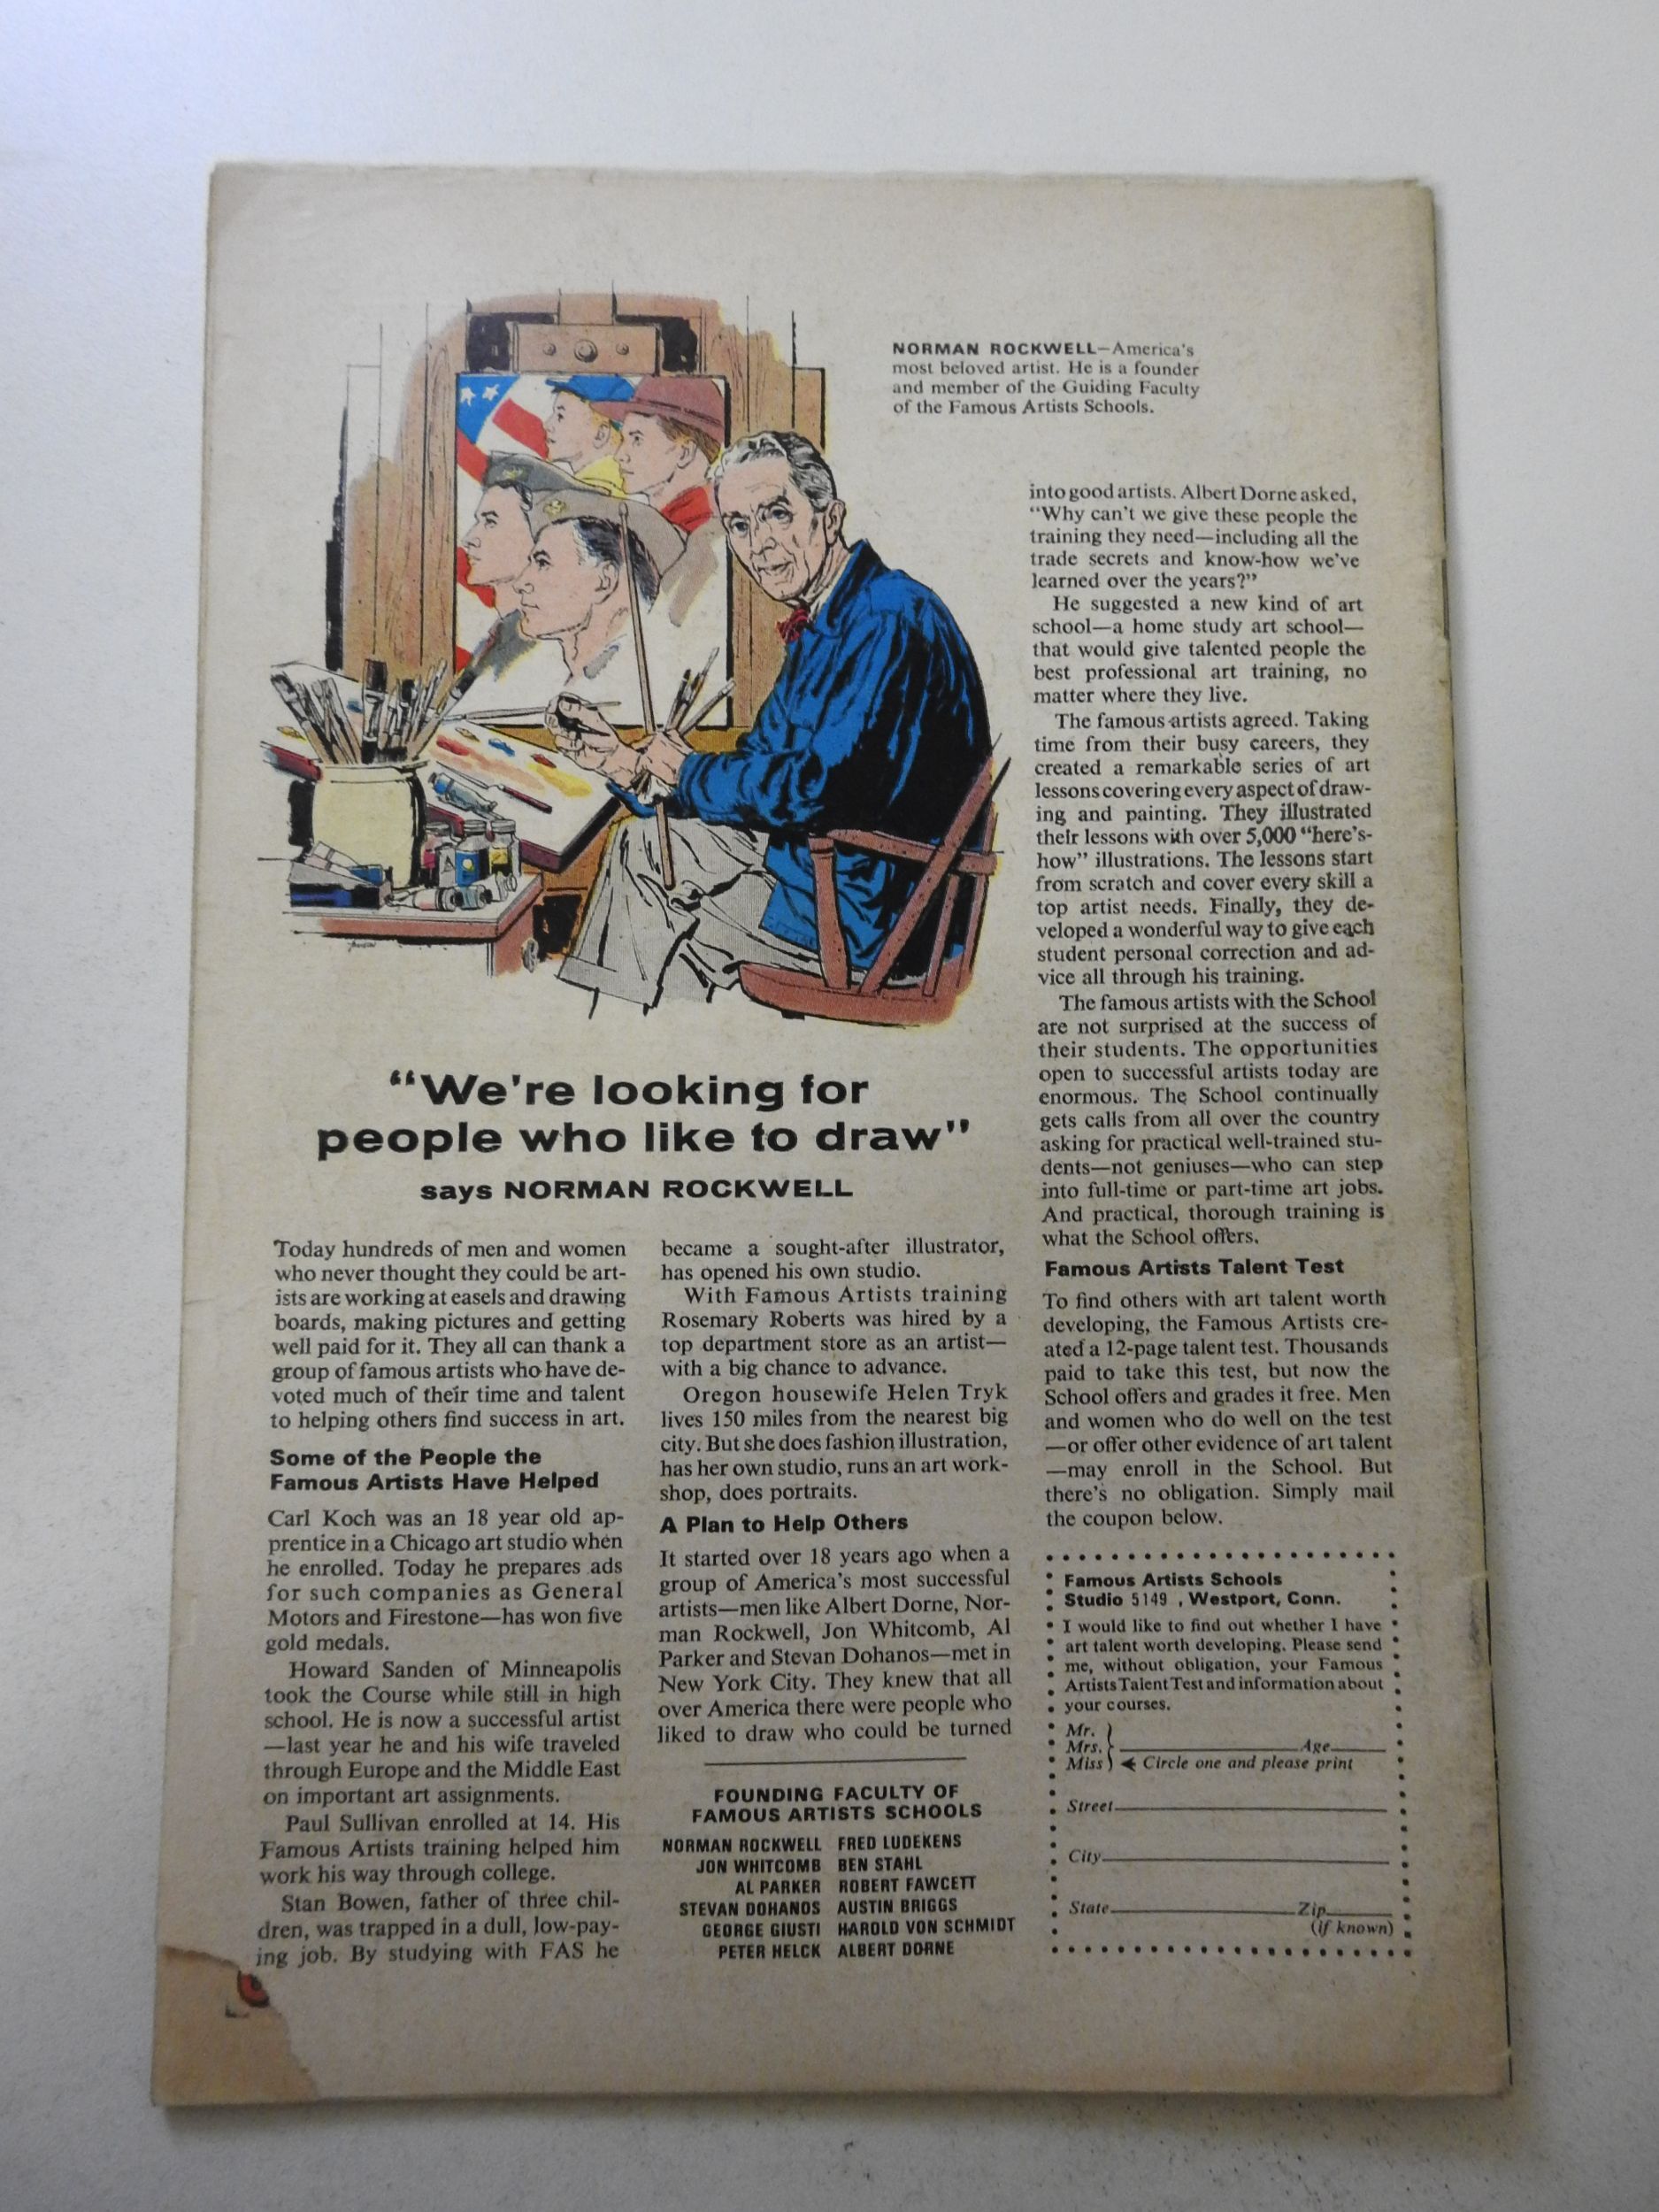 NORMAN ROCKWELL—America's
most beloved artist. He is a founder
and member of the Guiding Faculty
of the Famous Artists Schools.
"We're looking for
people who like to draw"
says NORMAN ROCKWELL
Today hundreds of men and women
who never thought they could be art-
ists are working at easels and drawing
boards, making pictures and getting
well paid for it. They all can thank a
group of famous artists who have de-
voted much of their time and talent
to helping others find success in art.
Some of the People the
Famous Artists Have Helped
Carl Koch was an 18 year old ap-
prentice in a Chicago art studio when
he enrolled. Today he prepares ads
for such companies as General
Motors and Firestone—has won five
gold medals.
Howard Sanden of Minneapolis
took the Course while still in high
school. He is now a successful artist
—last year he and his wife traveled
through Europe and the Middle East
on important art assignments.
Paul Sullivan enrolled at 14. His
Famous Artists training helped him
work his way through college.
Stan Bowen, father of three chil-
dren, was trapped in a dull, low-pay-
ing job. By studying with FAS he
became a sought-after illustrator,
has opened his own studio.
With Famous Artists training
Rosemary Roberts was hired by a
top department store as an artist—
with a big chance to advance.
Oregon housewife Helen Tryk
lives 150 miles from the nearest big
city. But she does fashion illustration,
has her own studio, runs an art work-
shop, does portraits.
A Plan to Help Others
It started over 18 years ago when a
group of America's most successful
artists—men like Albert Dorne, Nor-
man Rockwell, Jon Whitcomb, Al
Parker and Stevan Dohanos—met in
New York City. They knew that all
over America there were people who
liked to draw who could be turned
into good artists. Albert Dorne asked,
"Why can't we give these people the
training they need—including all the
trade secrets and know-how we've
learned over the years?"
He suggested a new kind of art
school—a home study art school—
that would give talented people the
best professional art training, no
matter where they live.
The famous artists agreed. Taking
time from their busy careers, they
created a remarkable series of art
lessons covering every aspect of draw-
ing and painting. They illustrated
their lessons with over 5,000 "here's-
how" illustrations. The lessons start
from scratch and cover every skill a
top artist needs. Finally, they de-
veloped a wonderful way to give each
student personal correction and ad-
vice all through his training.
The famous artists with the School
are not surprised at the success of
their students. The opportunities
open to successful artists today are
enormous. The School continually
gets calls from all over the country
asking for practical well-trained stu-
dents—not geniuses—who can step
into full-time or part-time art jobs.
And practical, thorough training is
what the School offers.
Famous Artists Talent Test
To find others with art talent worth
developing, the Famous Artists cre-
ated a 12-page talent test. Thousands
paid to take this test, but now the
School offers and grades it free. Men
and women who do well on the test
—or offer other evidence of art talent
—may enroll in the School. But
there's no obligation. Simply mail
the coupon below.
FOUNDING FACULTY OF
FAMOUS ARTISTS SCHOOLS
NORMAN ROCKWELL FRED LUDEKENS
JON WHITCOMB BEN STAHL
AL PARKER ROBERT FAWCETT
STEVAN DOHANOS AUSTIN BRIGGS
GEORGE GIUSTI HAROLD VON SCHMIDT
PETER HELCK ALBERT DORNE
Famous Artists Schools
Studio 5149 , Westport, Conn.
I would like to find out whether I have
art talent worth developing. Please send
me, without obligation, your Famous
Artists Talent Test and information about
your courses.
Mr.
Mrs. Age
Miss Circle one and please print
Street
City
State Zip
(if known)